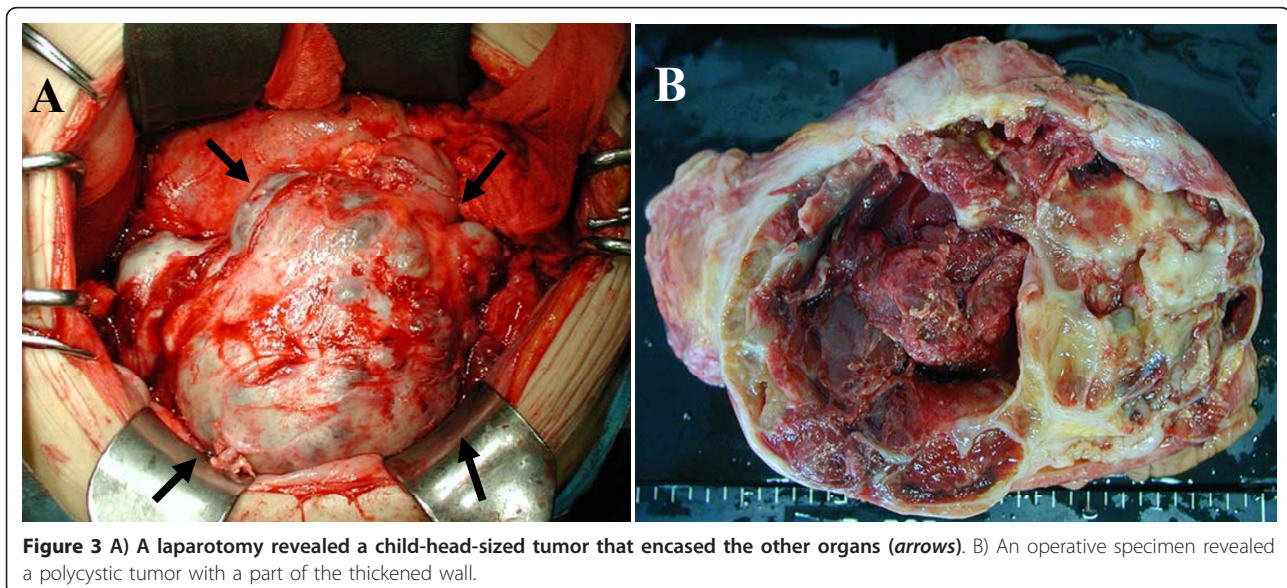 A
B
Figure 3 A) A laparotomy revealed a child-head-sized tumor that encased the other organs (arrows). B) An operative specimen revealed
a polycystic tumor with a part of the thickened wall.